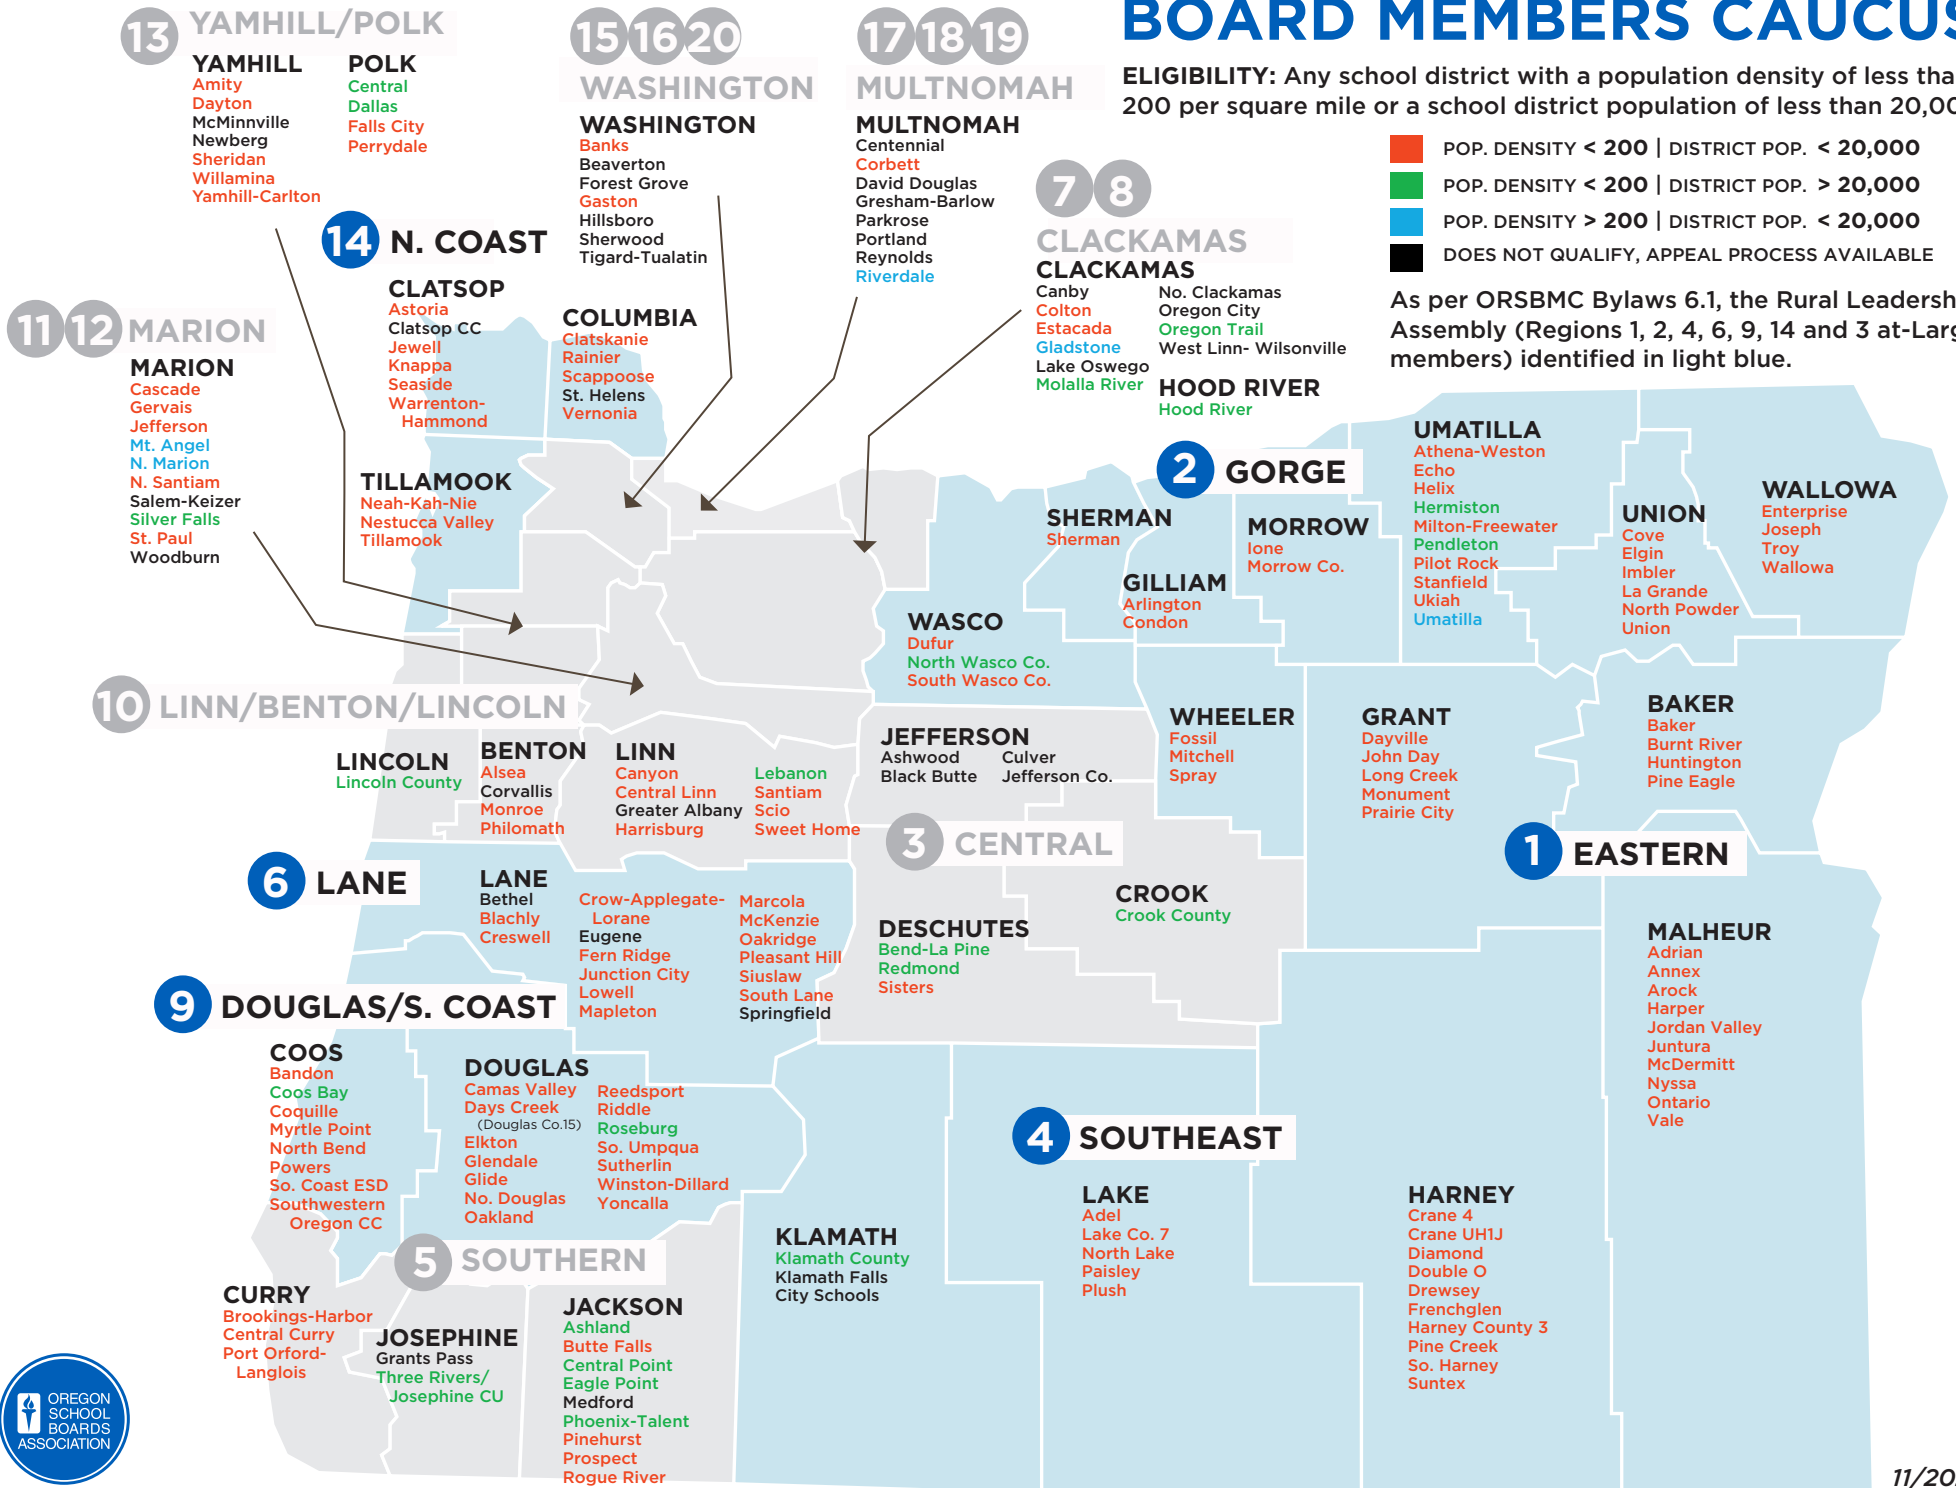 BOARD MEMBERS CAUCUS
ELIGIBILITY: Any school district with a population density of less
200 per square mile or a school district population of less than
POP. DENSITY < 200 | DISTRICT POP. < 20,000
POP. DENSITY < 200 | DISTRICT POP. > 20,000
POP. DENSITY > 200 | DISTRICT POP. < 20,000
DOES NOT QUALIFY, APPEAL PROCESS AVAILABLE
As per ORSBMC Bylaws 6.1, the Rural
Assembly (Regions 1, 2, 4, 6, 9, 14 and 3
members) identified in light blue.
13 YAMHILL/POLK
YAMHILL
Amity
Dayton
McMinnville
Newberg
Sheridan
Willamina
Yamhill-Carlton
POLK
Central
Dallas
Falls City
Perrydale
15 16 20
WASHINGTON
WASHINGTON
Banks
Beaverton
Forest Grove
Gaston
Hillsboro
Sherwood
Tigard-Tualatin
17 18 19
MULTNOMAH
MULTNOMAH
Centennial
Corbett
David Douglas
Gresham-Barlow
Parkrose
Portland
Reynolds
Riverdale
7 8
CLACKAMAS
CLACKAMAS
Canby
Colton
Estacada
Gladstone
Lake Oswego
Molalla River
No. Clackamas
Oregon City
Oregon Trail
West Linn- Wilsonville
HOOD RIVER
Hood River
14 N. COAST
CLATSOP
Astoria
Clatsop CC
Jewell
Knappa
Seaside
Warrenton-
Hammond
COLUMBIA
Clatskanie
Rainier
Scappoose
St. Helens
Vernonia
TILLAMOOK
Neah-Kah-Nie
Nestucca Valley
Tillamook
11 12 MARION
MARION
Cascade
Gervais
Jefferson
Mt. Angel
N. Marion
N. Santiam
Salem-Keizer
Silver Falls
St. Paul
Woodburn
2 GORGE
SHERMAN
Sherman
GILLIAM
Arlington
Condon
MORROW
Ione
Morrow Co.
WASCO
Dufur
North Wasco Co.
South Wasco Co.
UMATILLA
Athena-Weston
Echo
Helix
Hermiston
Milton-Freewater
Pendleton
Pilot Rock
Stanfield
Ukiah
Umatilla
UNION
Cove
Elgin
Imbler
La Grande
North Powder
Union
WALLOWA
Enterprise
Joseph
Troy
Wallowa
10 LINN/BENTON/LINCOLN
LINCOLN
Lincoln County
BENTON
Alsea
Corvallis
Monroe
Philomath
LINN
Canyon
Central Linn
Greater Albany
Harrisburg
Lebanon
Santiam
Scio
Sweet Home
JEFFERSON
Ashwood
Black Butte
Culver
Jefferson Co.
WHEELER
Fossil
Mitchell
Spray
GRANT
Dayville
John Day
Long Creek
Monument
Prairie City
BAKER
Baker
Burnt River
Huntington
Pine Eagle
3 CENTRAL
CROOK
Crook County
DESCHUTES
Bend-La Pine
Redmond
Sisters
1 EASTERN
MALHEUR
Adrian
Annex
Arock
Harper
Jordan Valley
Juntura
McDermitt
Nyssa
Ontario
Vale
6 LANE
LANE
Bethel
Blachly
Creswell
Crow-Applegate-
Lorane
Eugene
Fern Ridge
Junction City
Lowell
Mapleton
Marcola
McKenzie
Oakridge
Pleasant Hill
Siuslaw
South Lane
Springfield
9 DOUGLAS/S. COAST
COOS
Bandon
Coos Bay
Coquille
Myrtle Point
North Bend
Powers
So. Coast ESD
Southwestern
Oregon CC
DOUGLAS
Camas Valley
Days Creek
(Douglas Co.15)
Elkton
Glendale
Glide
No. Douglas
Oakland
Reedsport
Riddle
Roseburg
So. Umpqua
Sutherlin
Winston-Dillard
Yoncalla
4 SOUTHEAST
LAKE
Adel
Lake Co. 7
North Lake
Paisley
Plush
HARNEY
Crane 4
Crane UH1J
Diamond
Double O
Drewsey
Frenchglen
Harney County 3
Pine Creek
So. Harney
Suntex
KLAMATH
Klamath County
Klamath Falls
City Schools
5 SOUTHERN
CURRY
Brookings-Harbor
Central Curry
Port Orford-
Langlois
JOSEPHINE
Grants Pass
Three Rivers/
Josephine CU
JACKSON
Ashland
Butte Falls
Central Point
Eagle Point
Medford
Phoenix-Talent
Pinehurst
Prospect
Rogue River
OREGON
SCHOOL
BOARDS
ASSOCIATION